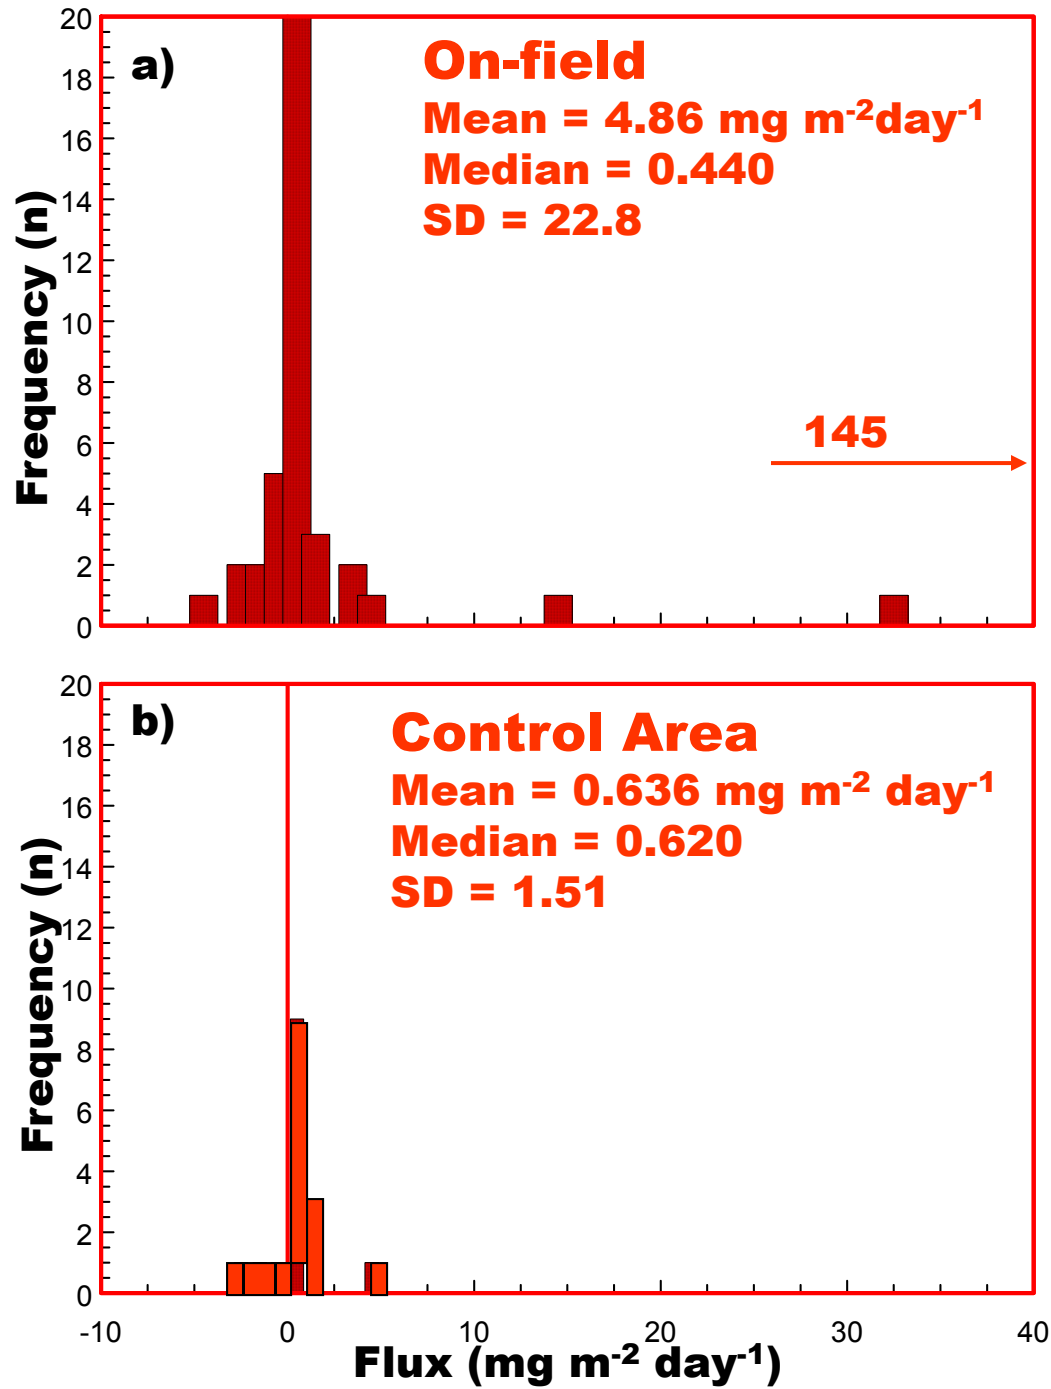 a)
On-field
Mean = 4.86 mg m-2day-1
Median = 0.440
SD = 22.8
145
Frequency (n)
20
18
16
14
12
10
8
6
4
2
0
b)
Control Area
Mean = 0.636 mg m-2 day-1
Median = 0.620
SD = 1.51
Frequency (n)
20
18
16
14
12
10
8
6
4
2
0
-10 0 10 20 30 40
Flux (mg m-2 day-1)